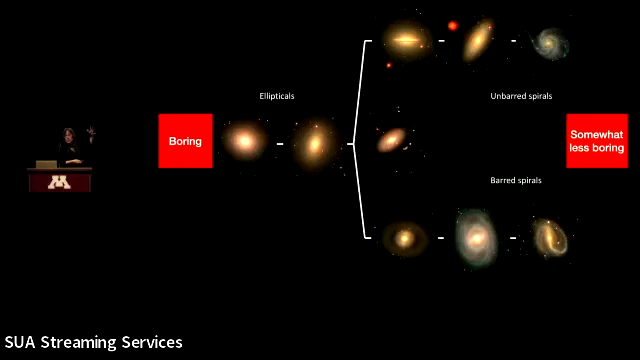 Ellipticals
Unbarred spirals
Boring
Somewhat
less boring
Barred spirals
M
SUA Streaming Services